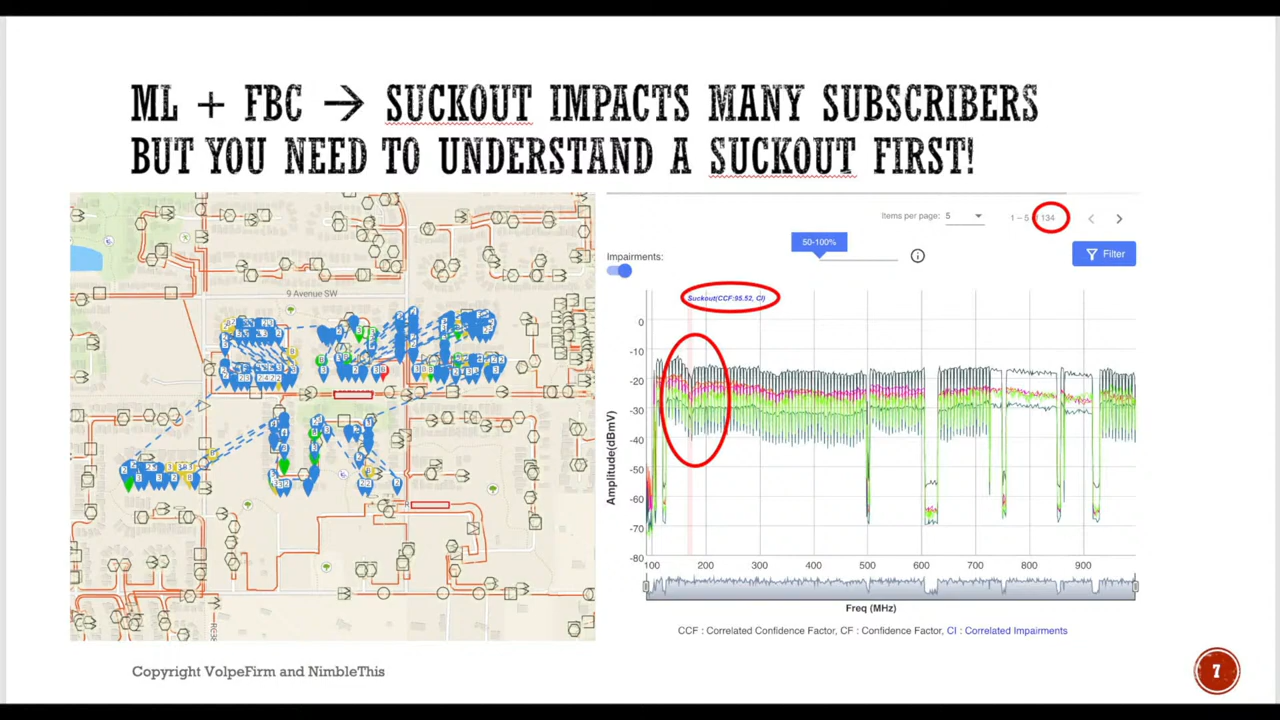 ML + FBC → SUCKOUT IMPACTS MANY SUBSCRIBERS
BUT YOU NEED TO UNDERSTAND A SUCKOUT FIRST!
9 Avenue SW
Items per page: 5
1 – 5
134
50-100%
Impairments:
Filter
Suckout(CCF:95.52, CI)
Amplitude(dBmV)
0
-10
-20
-30
-40
-50
-60
-70
-80
100 200 300 400 500 600 700 800 900
Freq (MHz)
CCF : Correlated Confidence Factor, CF : Confidence Factor, CI : Correlated Impairments
Copyright VolpeFirm and NimbleThis
7